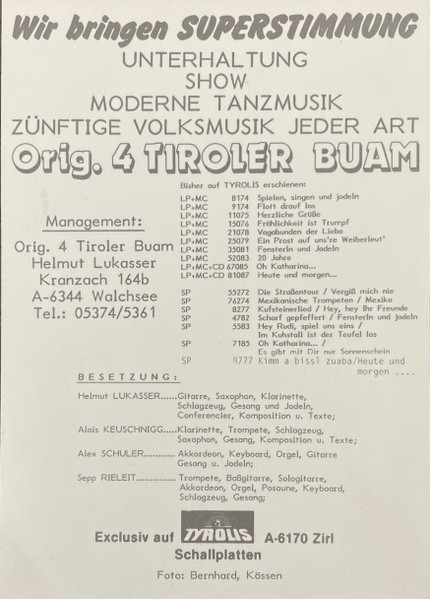 Wir bringen SUPERSTIMMUNG
UNTERHALTUNG
SHOW
MODERNE TANZMUSIK
ZÜNFTIGE VOLKSMUSIK JEDER ART
Orig. 4 TIROLER BUAM
Bisher auf TYROLIS erschienen:
LP+MC 8174 Spielen, singen und jodeln
LP+MC 9174 Flott drauf los
LP+MC 11075 Herzliche Grüße
LP+MC 15076 Fröhlichkeit ist Trumpf
LP+MC 21078 Vagabunden der Liebe
LP+MC 25079 Ein Prost auf uns're Weiberleut'
LP+MC 35081 Fensterln und Jodeln
LP+MC 52083 20 Jahre
LP+MC+CD 67085 Oh Katharina...
LP+MC+CD 81087 Heute und morgen...
SP 55272 Die Straßentour / Vergiß mich nie
SP 76274 Mexikanische Trompeten / Mexiko
SP 8277 Kufsteinerlied / Hey, hey Ihr Freunde
SP 4782 Scharf gepfeffert / Fensterln und jodeln
SP 5583 Hey Rudi, spiel uns eins /
Im Kuhstall ist der Teufel los
SP 7185 Oh Katharina... /
Es gibt mit Dir nur Sonnenschein
SP 8777 Kimm a bissl zuaba/Heute und
morgen ....
Management:
Orig. 4 Tiroler Buam
Helmut Lukasser
Kranzach 164b
A-6344 Walchsee
Tel.: 05374/5361
BESETZUNG:
Helmut LUKASSER......Gitarre, Saxophon, Klarinette,
Schlagzeug, Gesang und Jodeln,
Conferencier, Komposition u. Texte;
Alois KEUSCHNIGG.....Klarinette, Trompete, Schlagzeug,
Saxophon, Gesang, Komposition u. Texte;
Alex SCHULER........... Akkordeon, Keyboard, Orgel, Gitarre
Gesang u. Jodeln;
Sepp RIELEIT.............. Trompete, Baßgitarre, Sologitarre,
Akkordeon, Orgel, Posaune, Keyboard,
Schlagzeug, Gesang;
Exclusiv auf TYROLIS A-6170 Zirl
Schallplatten
Foto: Bernhard, Kössen